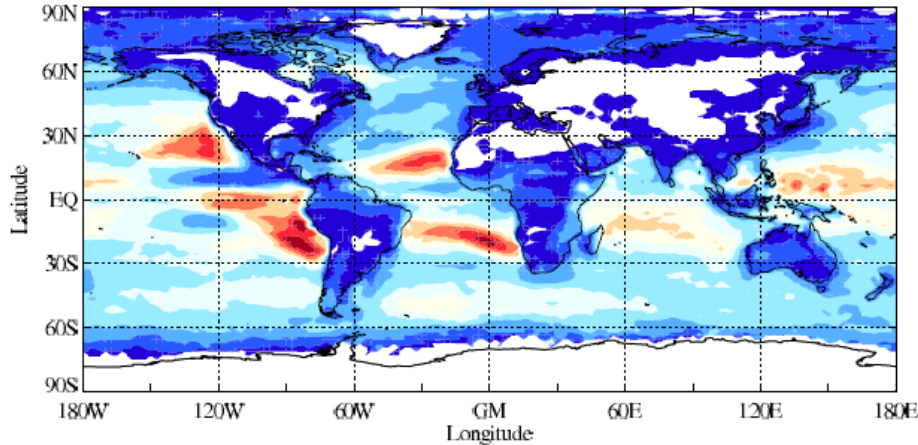 90N
60N
30N
EQ
30S
60S
90S
Latitude
180W 120W 60W GM 60E 120E 180E
Longitude